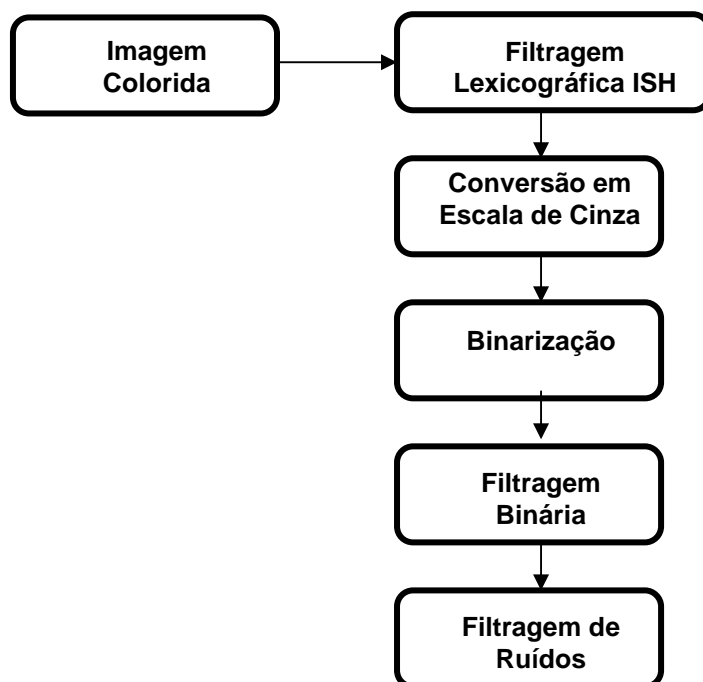 Imagem
Colorida
Filtragem
Lexicográfica ISH
Conversão em
Escala de Cinza
Binarização
Filtragem
Binária
Filtragem de
Ruídos